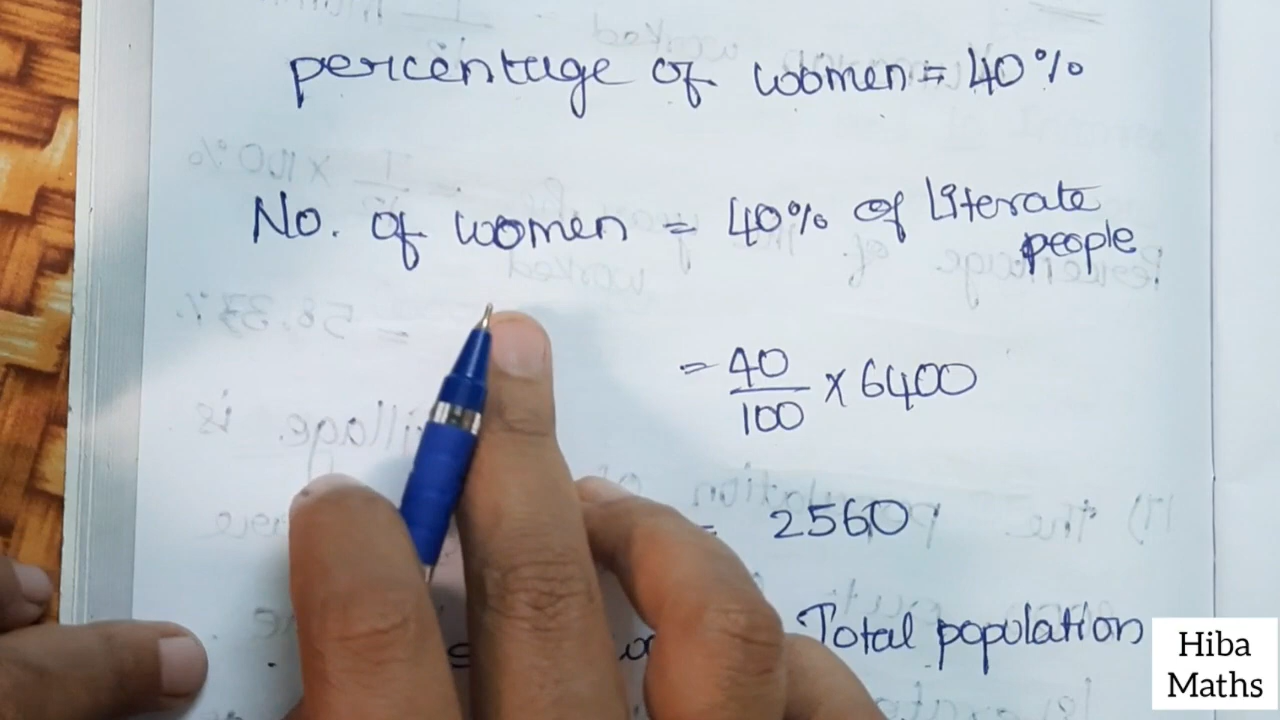 percentage of women = 40%
No. of women = 40% of Literate
people
= 40/100 × 6400
= 2560
Total population
Hiba
Maths